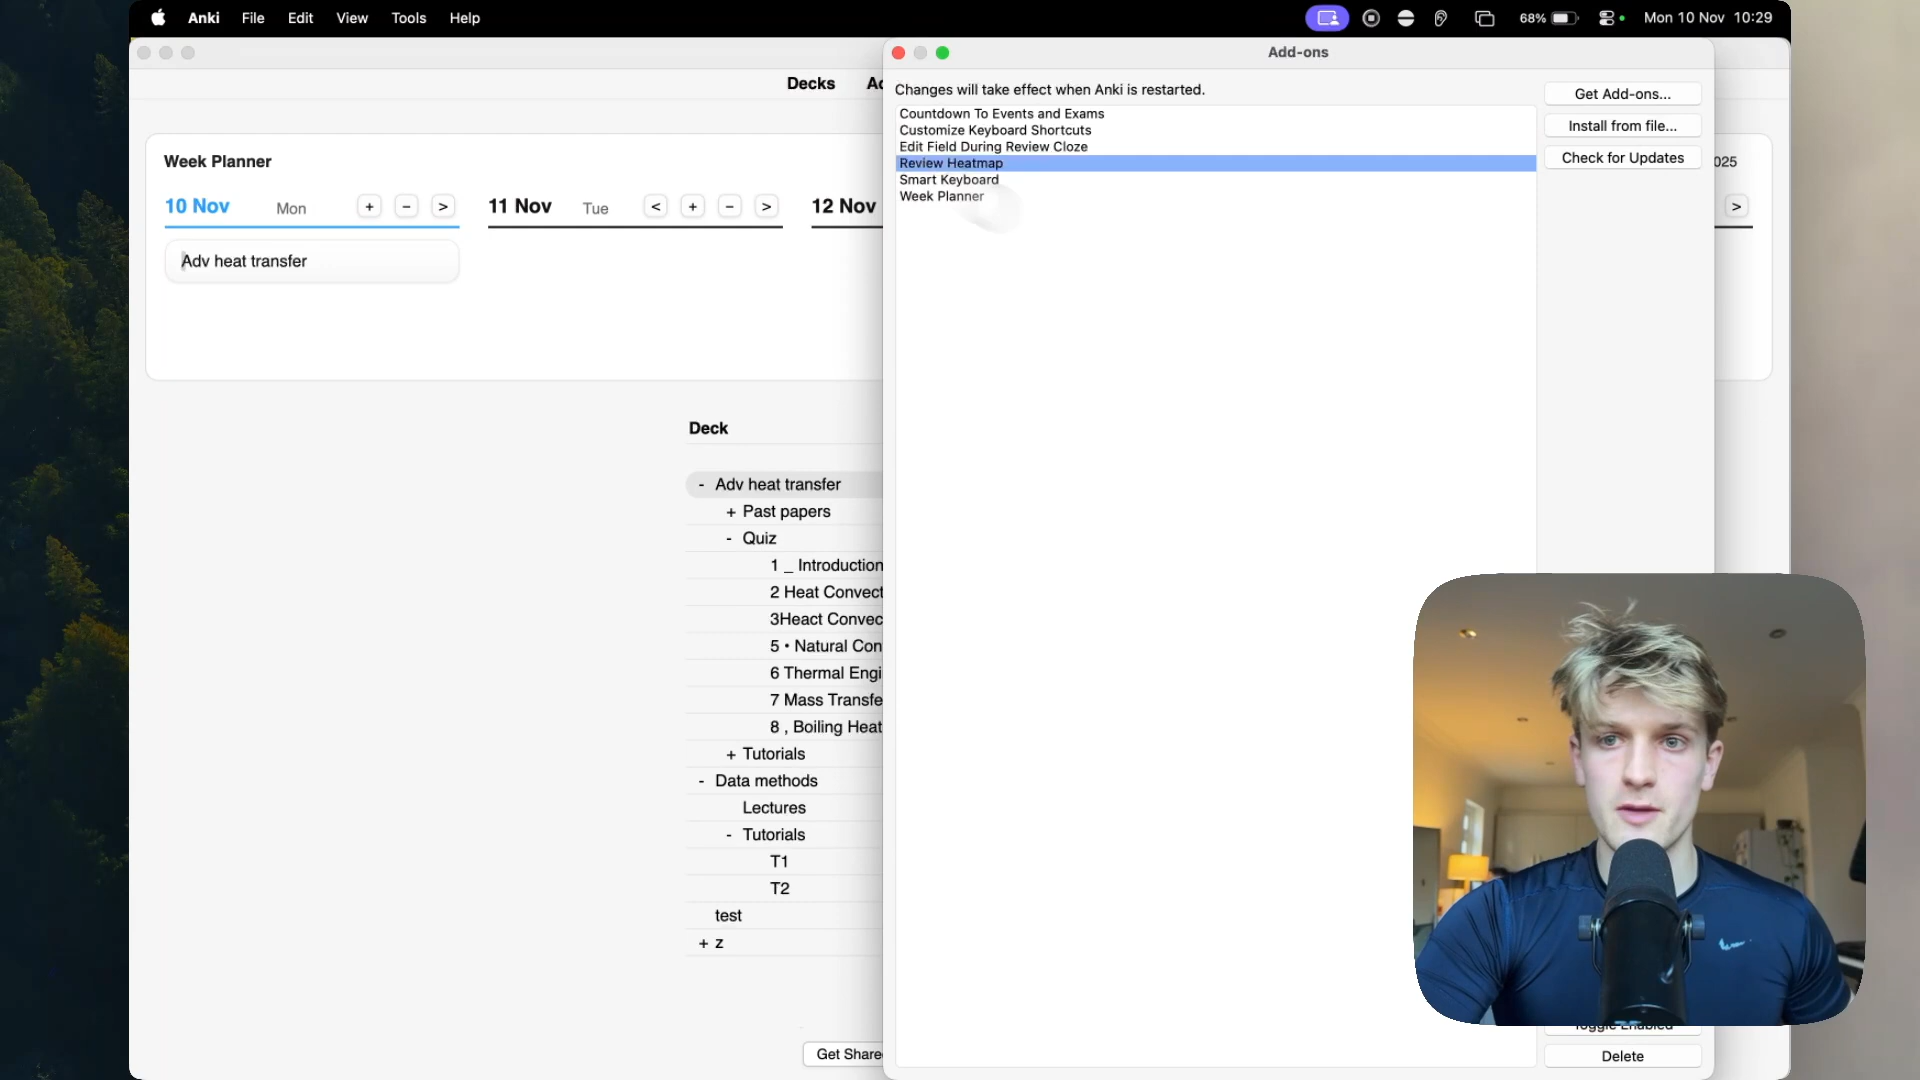 Anki File Edit View Tools Help
68% Mon 10 Nov 10:29
Add-ons
Decks
Changes will take effect when Anki is restarted.
Get Add-ons...
Countdown To Events and Exams
Install from file...
Customize Keyboard Shortcuts
Edit Field During Review Cloze
Check for Updates
Review Heatmap
Smart Keyboard
Week Planner
Week Planner
025
10 Nov Mon + − >
11 Nov Tue < + − >
12 Nov
>
Adv heat transfer
Deck
- Adv heat transfer
+ Past papers
- Quiz
1 _ Introduction
2 Heat Convect
3Heact Convec
5 • Natural Con
6 Thermal Engi
7 Mass Transfe
8 , Boiling Heat
+ Tutorials
- Data methods
Lectures
- Tutorials
T1
T2
test
+ z
Get Share
Toggle Enabled
Delete